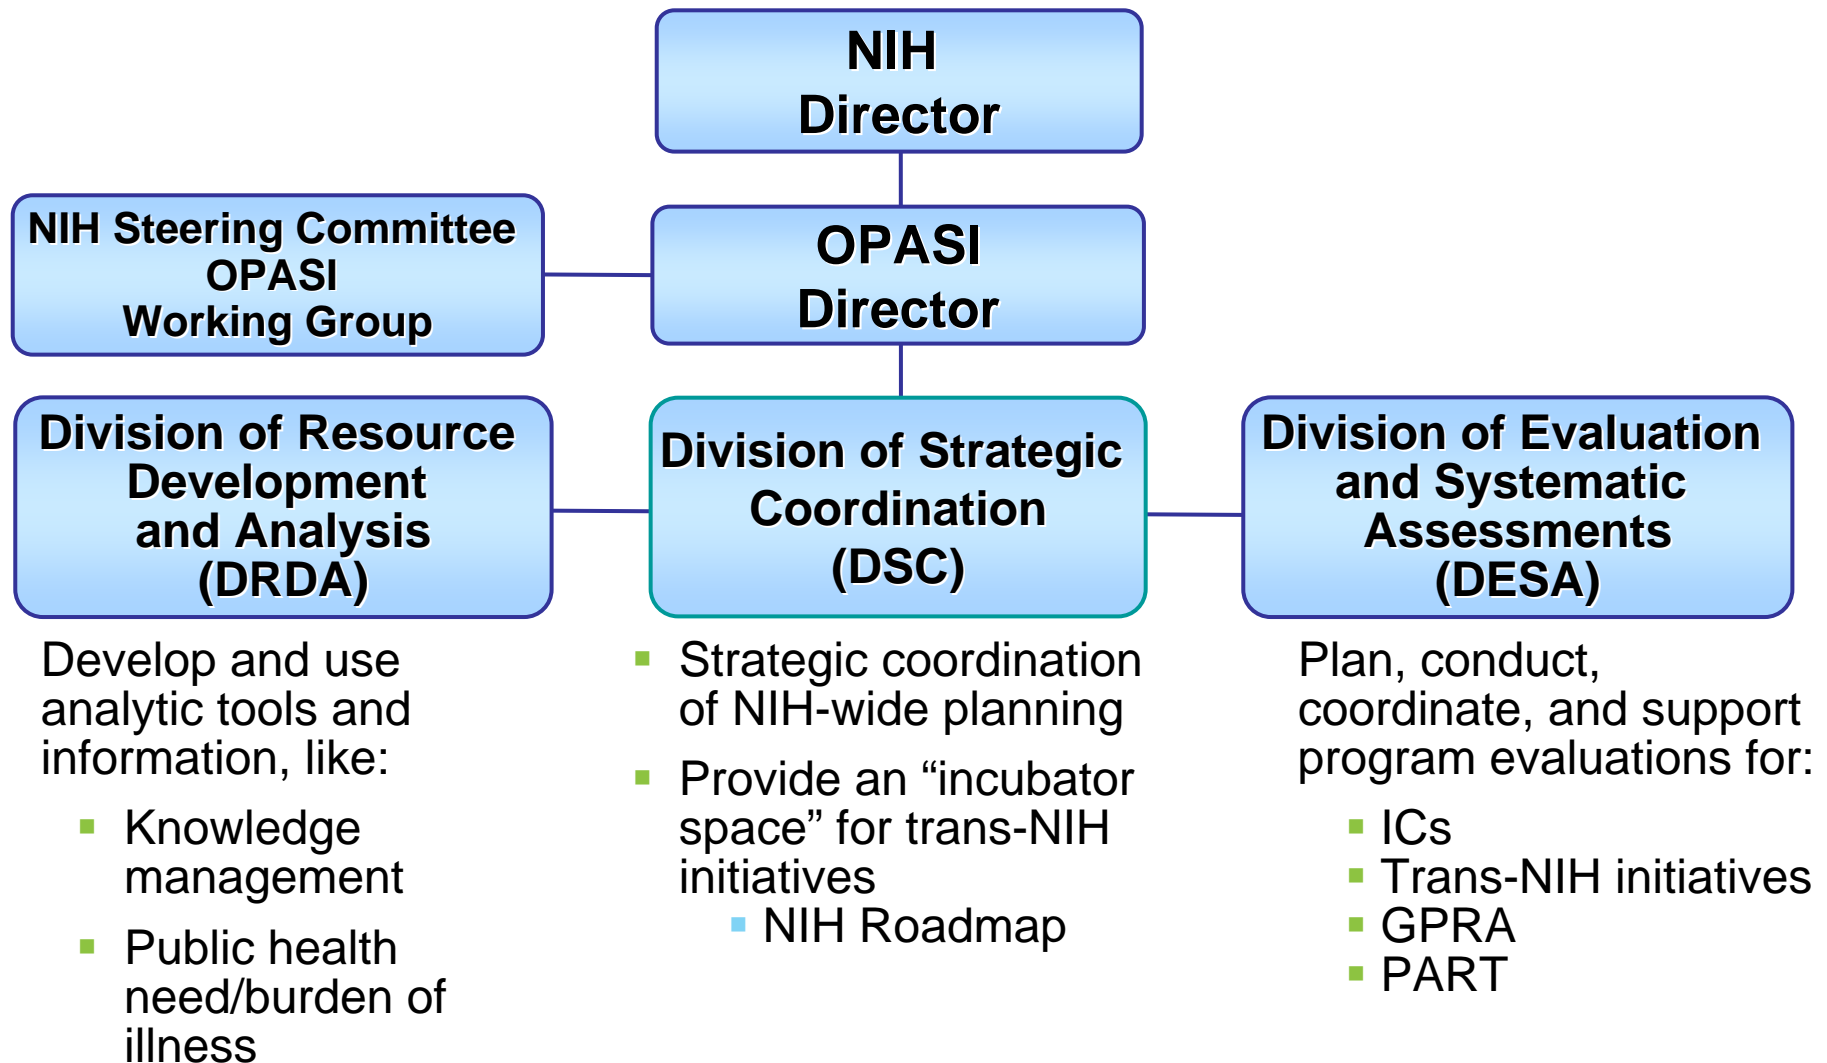 NIH
Director
NIH Steering Committee
OPASI
Working Group
OPASI
Director
Division of Resource
Development
and Analysis
(DRDA)
Division of Strategic
Coordination
(DSC)
Division of Evaluation
and Systematic
Assessments
(DESA)
Develop and use
analytic tools and
information, like:
Knowledge
management
Public health
need/burden of
illness
Strategic coordination
of NIH-wide planning
Provide an “incubator
space” for trans-NIH
initiatives
NIH Roadmap
Plan, conduct,
coordinate, and support
program evaluations for:
ICs
Trans-NIH initiatives
GPRA
PART